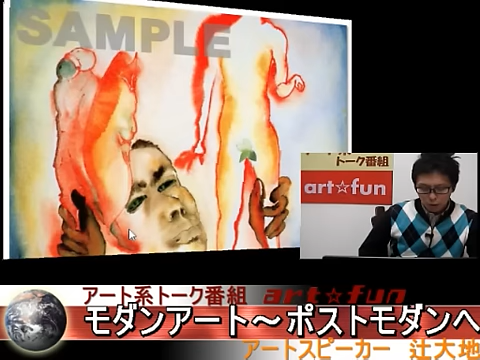 SAMPLE
トーク番組
art☆fun
アート系トーク番組 art☆fun
モダンアート～ポストモダンへ
アートスピーカー 辻大地